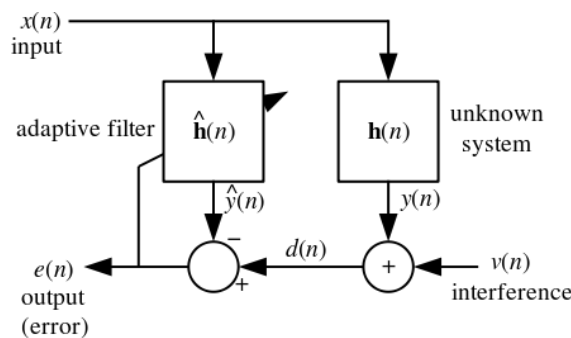 x(n)
input
adaptive filter
ĥ(n)
h(n)
unknown
system
ŷ(n)
y(n)
−
+
d(n)
+
e(n)
output
(error)
v(n)
interference